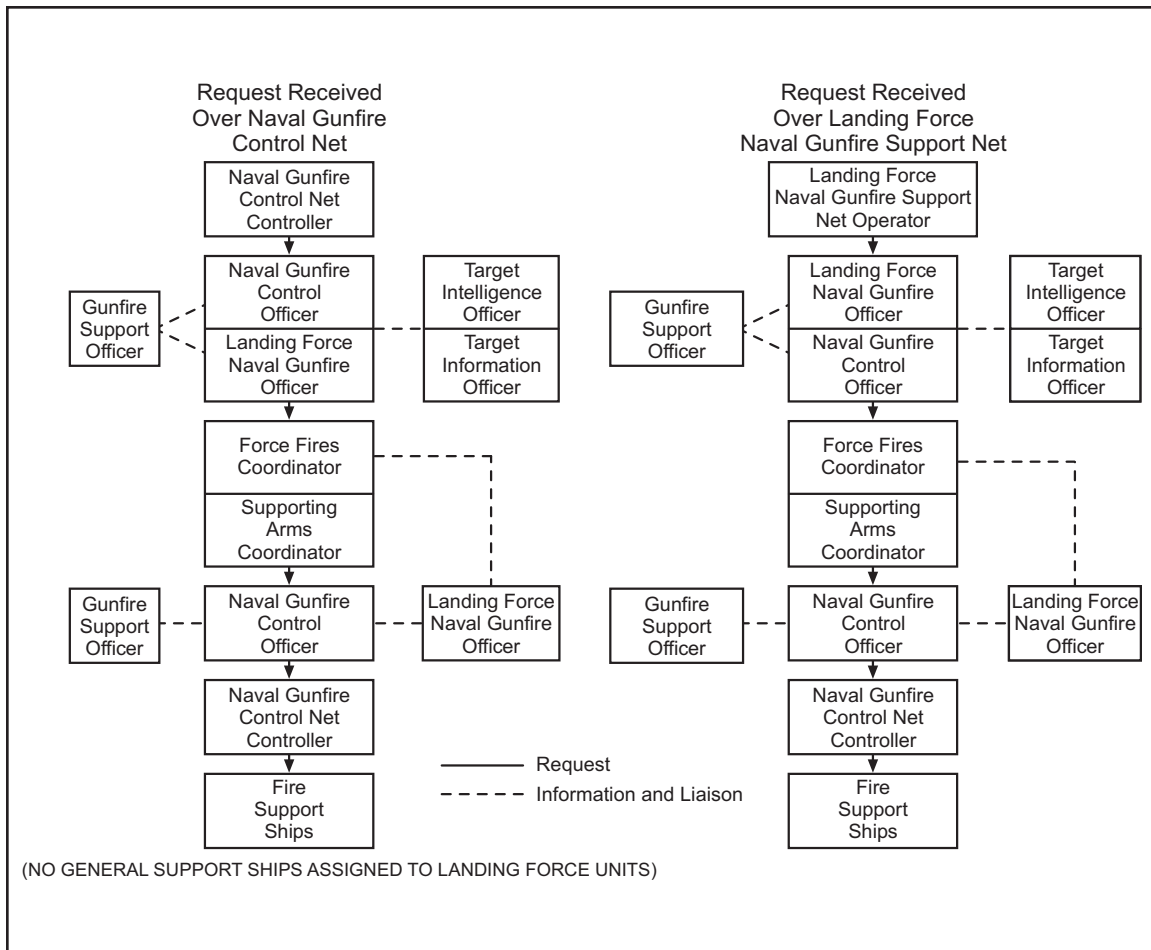 Request Received
Over Naval Gunfire
Control Net
Naval Gunfire
Control Net
Controller
Gunfire
Support
Officer
Naval Gunfire
Control
Officer
Landing Force
Naval Gunfire
Officer
Target
Intelligence
Officer
Target
Information
Officer
Force Fires
Coordinator
Supporting
Arms
Coordinator
Gunfire
Support
Officer
Naval Gunfire
Control
Officer
Landing Force
Naval Gunfire
Officer
Naval Gunfire
Control Net
Controller
Fire
Support
Ships
Request Received
Over Landing Force
Naval Gunfire Support Net
Landing Force
Naval Gunfire Support
Net Operator
Gunfire
Support
Officer
Landing Force
Naval Gunfire
Officer
Naval Gunfire
Control
Officer
Target
Intelligence
Officer
Target
Information
Officer
Force Fires
Coordinator
Supporting
Arms
Coordinator
Gunfire
Support
Officer
Naval Gunfire
Control
Officer
Landing Force
Naval Gunfire
Officer
Naval Gunfire
Control Net
Controller
Fire
Support
Ships
Request
Information and Liaison
(NO GENERAL SUPPORT SHIPS ASSIGNED TO LANDING FORCE UNITS)